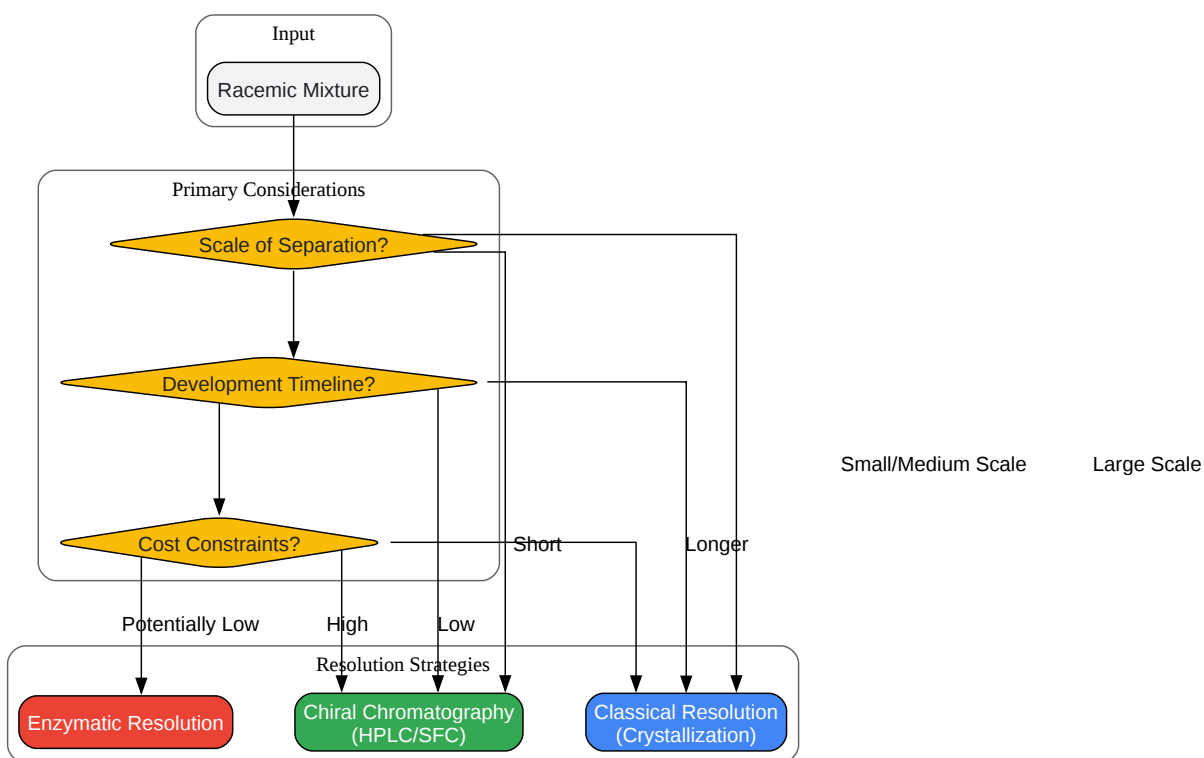 Input
Racemic Mixture
Primary Considerations
Scale of Separation?
Development Timeline?
Small/Medium Scale
Large Scale
Cost Constraints?
Short
Longer
Potentially Low
High
Low
Resolution Strategies
Enzymatic Resolution
Chiral Chromatography
(HPLC/SFC)
Classical Resolution
(Crystallization)